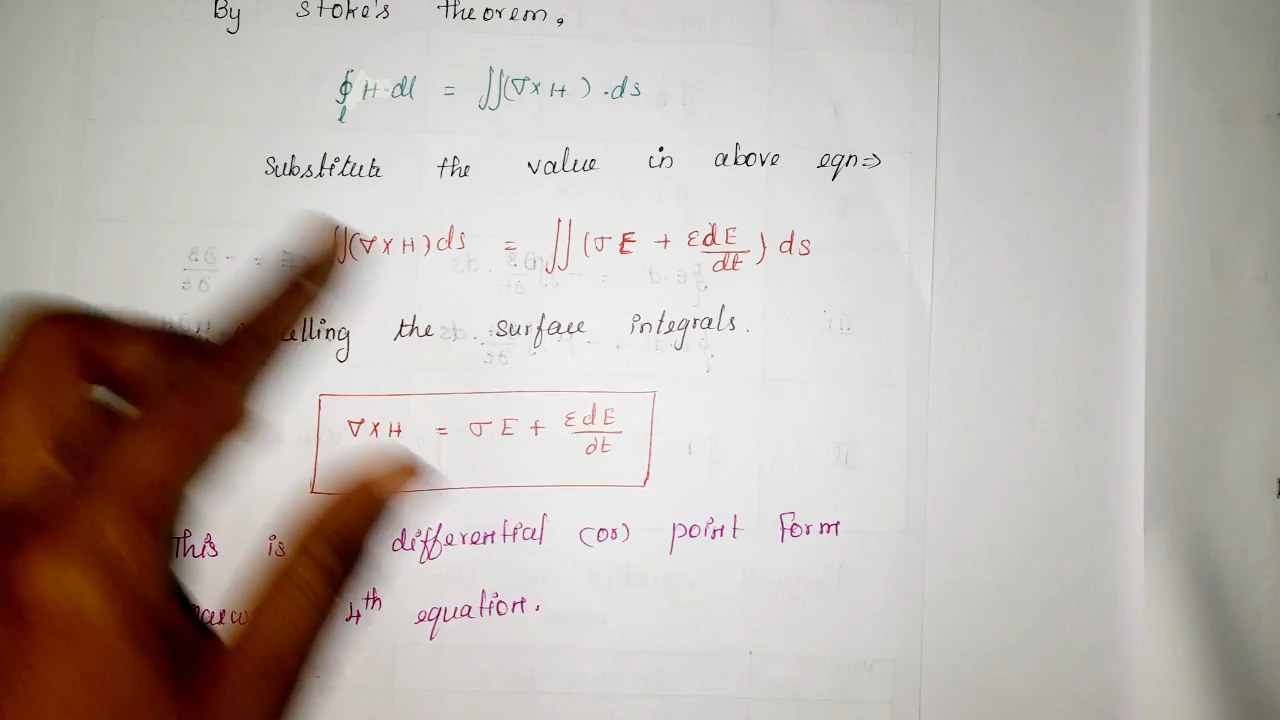 By stoke's theorem,
∮ H·dl = ∬(∇×H).ds
l
Substitute the value in above eqn⇒
∬(∇×H)ds = ∬(σE + εdE/dt) ds
the surface integrals.
∇×H = σE + εdE/dt
This is differential (or) point form
4th equation.